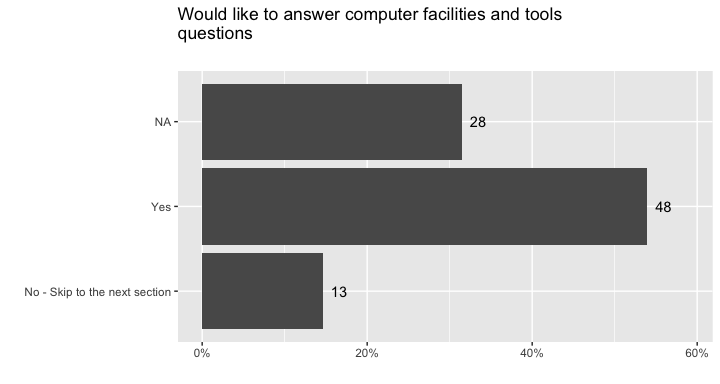 Would like to answer computer facilities and tools
questions
NA
28
Yes
48
No - Skip to the next section
13
0%
20%
40%
60%